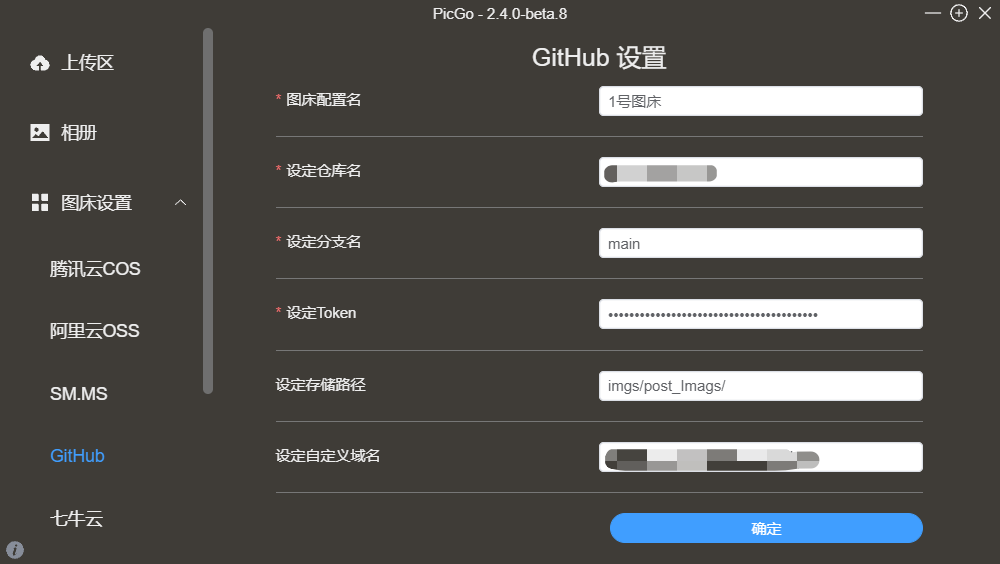 PicGo - 2.4.0-beta.8
上传区
相册
图床设置
腾讯云COS
阿里云OSS
SM.MS
GitHub
七牛云
GitHub 设置
* 图床配置名
1号图床
* 设定仓库名
* 设定分支名
main
* 设定Token
设定存储路径
imgs/post_Imags/
设定自定义域名
确定